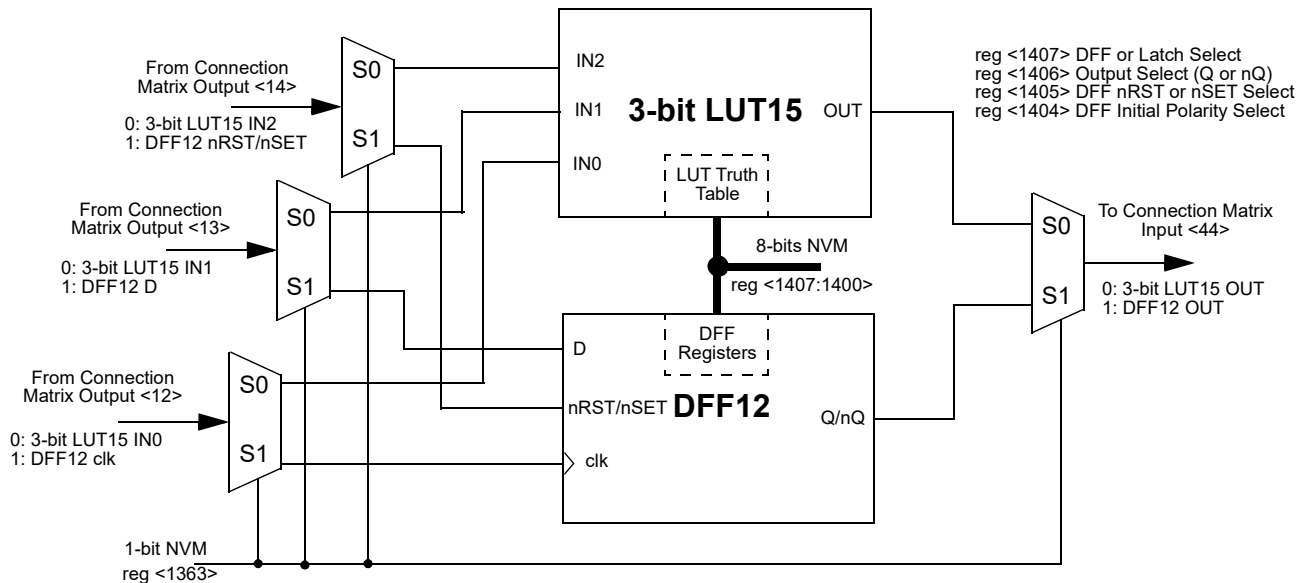 From Connection
Matrix Output <14>
0: 3-bit LUT15 IN2
1: DFF12 nRST/nSET
S0
S1
From Connection
Matrix Output <13>
0: 3-bit LUT15 IN1
1: DFF12 D
S0
S1
From Connection
Matrix Output <12>
0: 3-bit LUT15 IN0
1: DFF12 clk
S0
S1
1-bit NVM
reg <1363>
IN2
IN1
IN0
3-bit LUT15
OUT
LUT Truth
Table
8-bits NVM
reg <1407:1400>
DFF
Registers
D
nRST/nSET
clk
DFF12
Q/nQ
reg <1407> DFF or Latch Select
reg <1406> Output Select (Q or nQ)
reg <1405> DFF nRST or nSET Select
reg <1404> DFF Initial Polarity Select
S0
S1
To Connection Matrix
Input <44>
0: 3-bit LUT15 OUT
1: DFF12 OUT